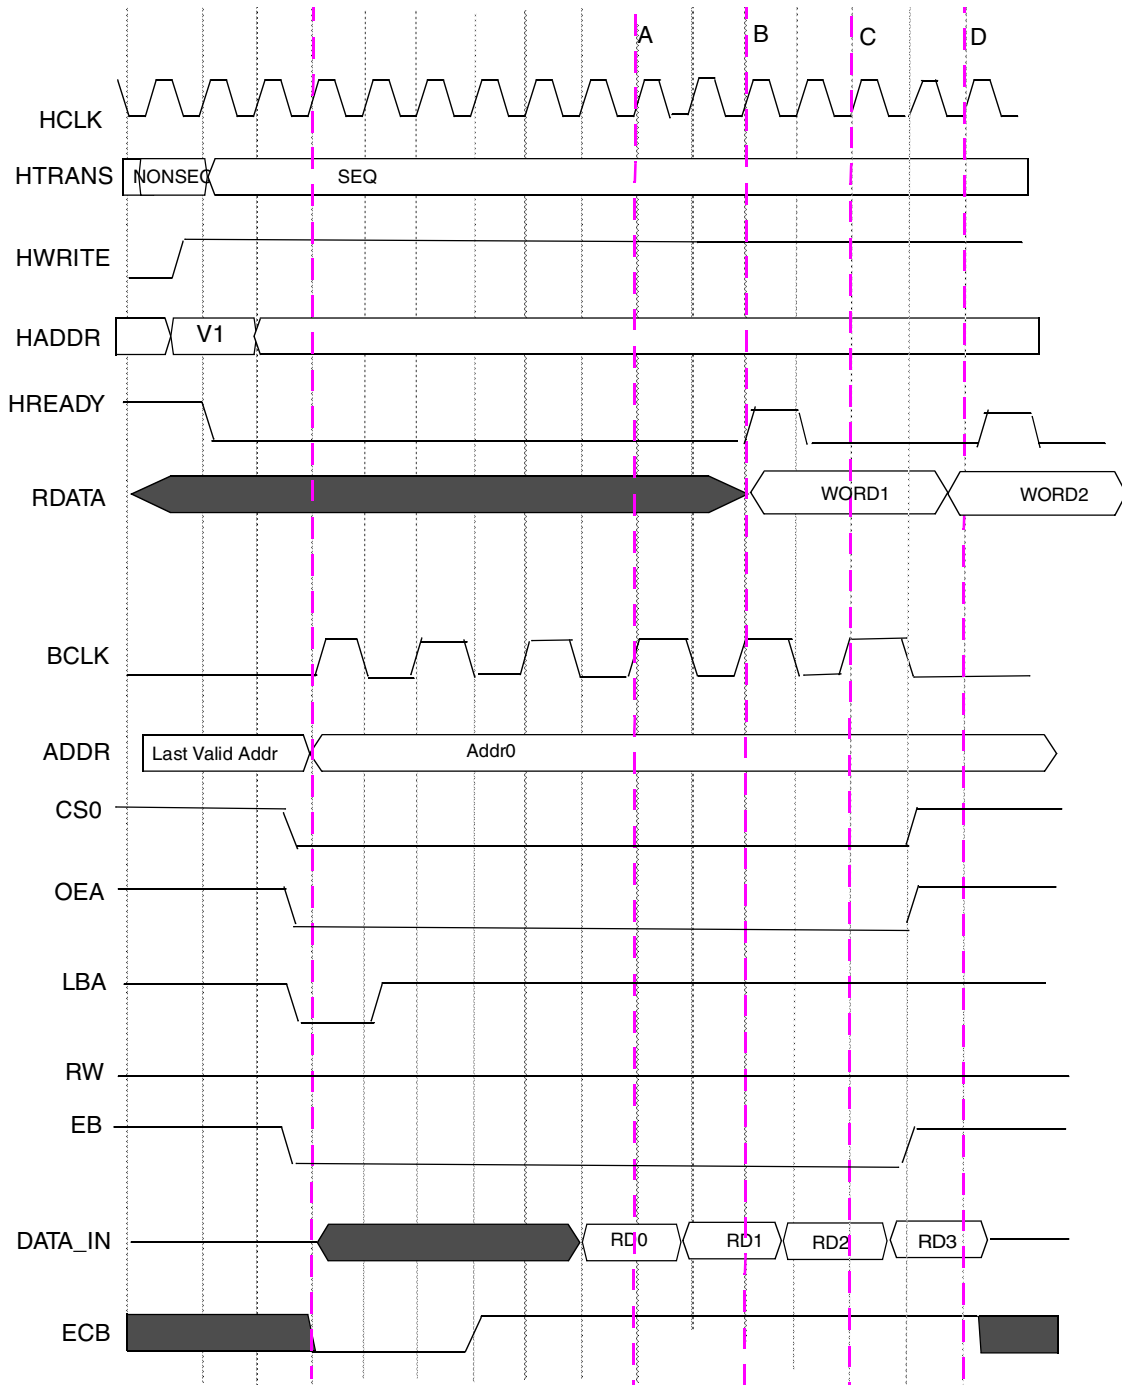 A B C D
HCLK
HTRANS NONSEQ SEQ
HWRITE
HADDR V1
HREADY
RDATA WORD1 WORD2
BCLK
ADDR Last Valid Addr Addr0
CS0
OEA
LBA
RW
EB
DATA_IN RD0 RD1 RD2 RD3
ECB